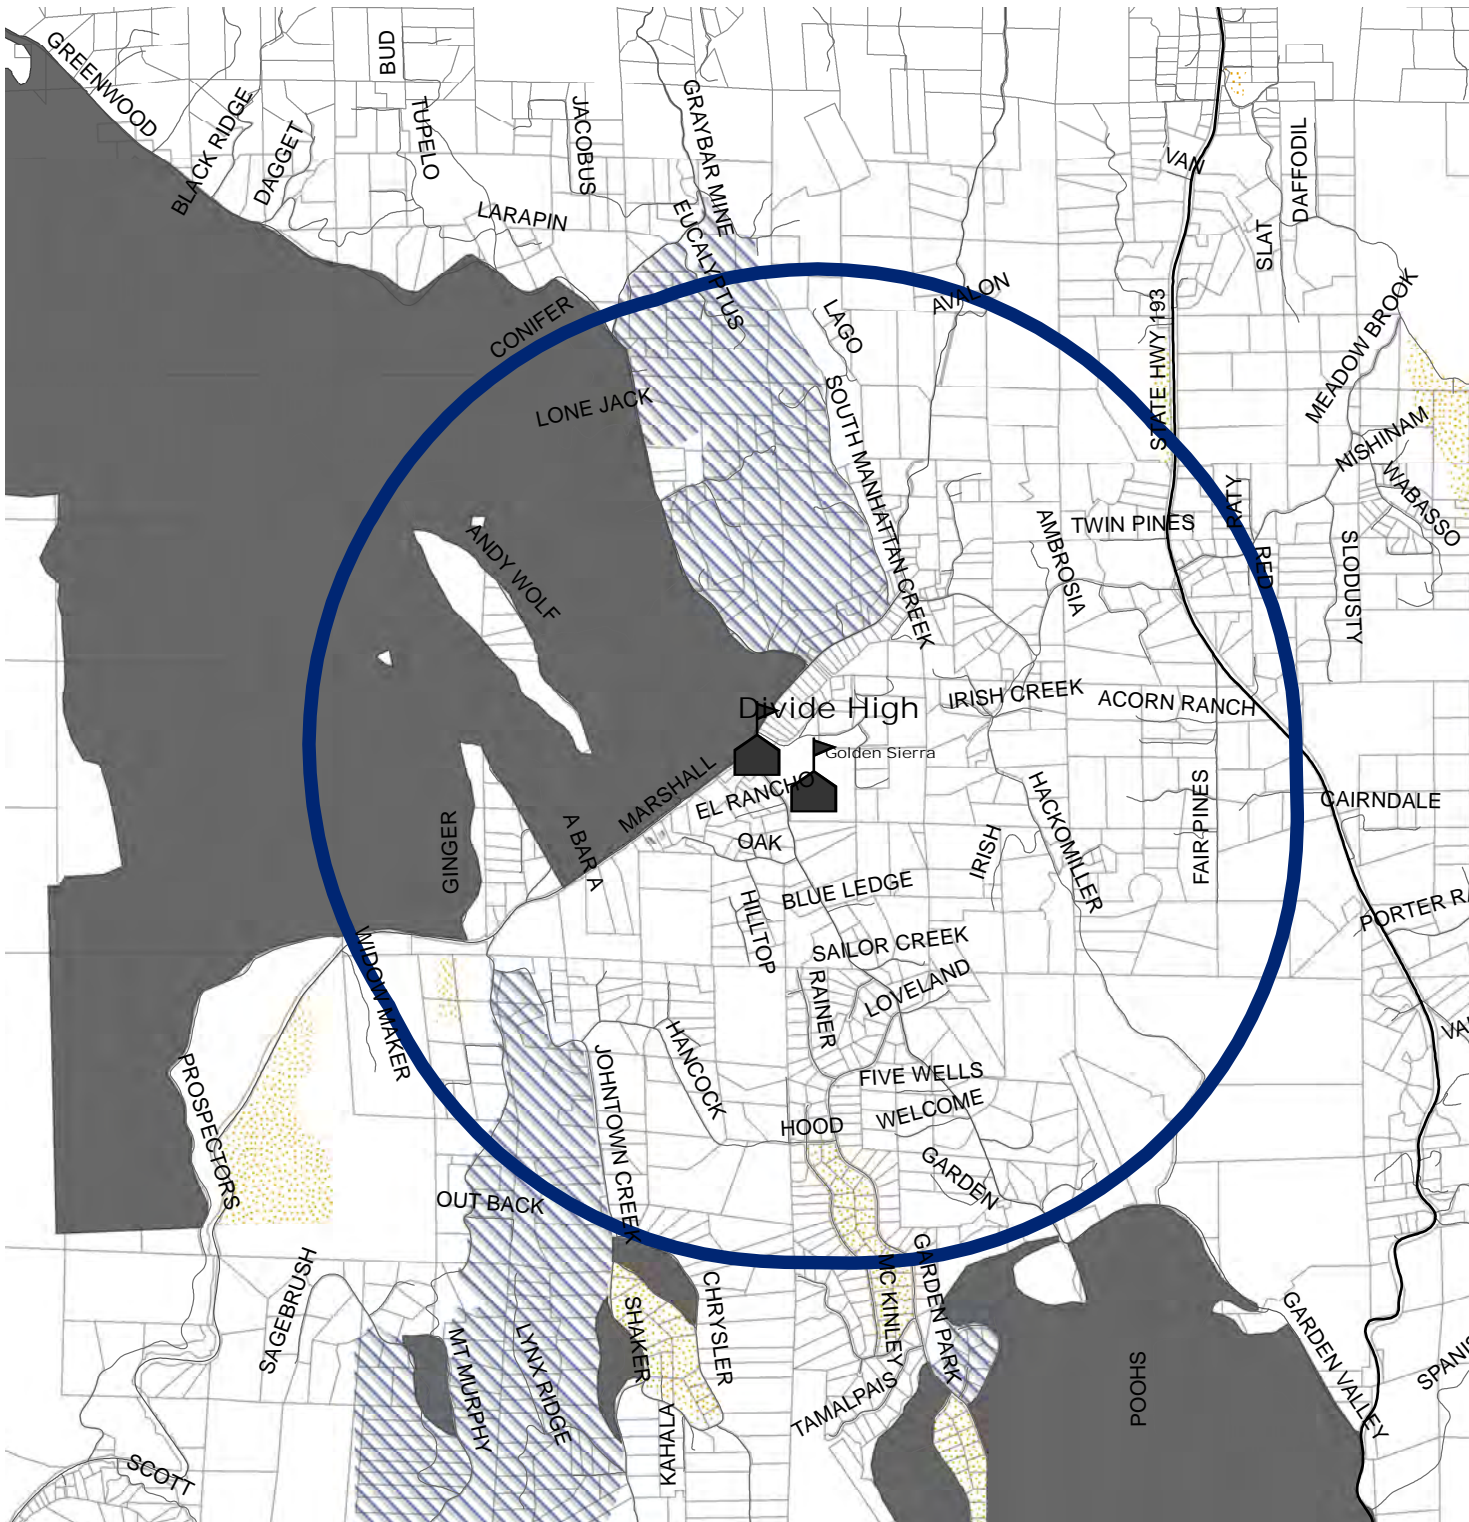 GREENWOOD
BUD
BLACK RIDGE
DAGGET
TUPELO
JACOBUS
GRAYBAR MINE
VAN
DAFFODIL
LARAPIN
EUCALYPTUS
SLAT
AVALON
LAGO
CONIFER
STATE HWY 193
MEADOW BROOK
LONE JACK
SOUTH MANHATTAN CREEK
NISHINAM
WABASSO
RATY
TWIN PINES
AMBROSIA
ANDY WOLF
RED
SLODUSTY
IRISH CREEK
ACORN RANCH
Divide High
Golden Sierra
MARSHALL
EL RANCHO
HACKOMILLER
FAIR PINES
CAIRNDALE
GINGER
A BAR A
OAK
IRISH
BLUE LEDGE
HILLTOP
PORTER RA
SAILOR CREEK
WIDOW MAKER
LOVELAND
RAINER
VA
HANCOCK
JOHNTOWN CREEK
FIVE WELLS
PROSPECTORS
WELCOME
HOOD
GARDEN
OUT BACK
SAGEBRUSH
CHRYSLER
MC KINLEY
GARDEN PARK
SHAKER
GARDEN VALLEY
MT MURPHY
LYNX RIDGE
SPANIS
POOHS
TAMALPAIS
KAHALA
SCOTT